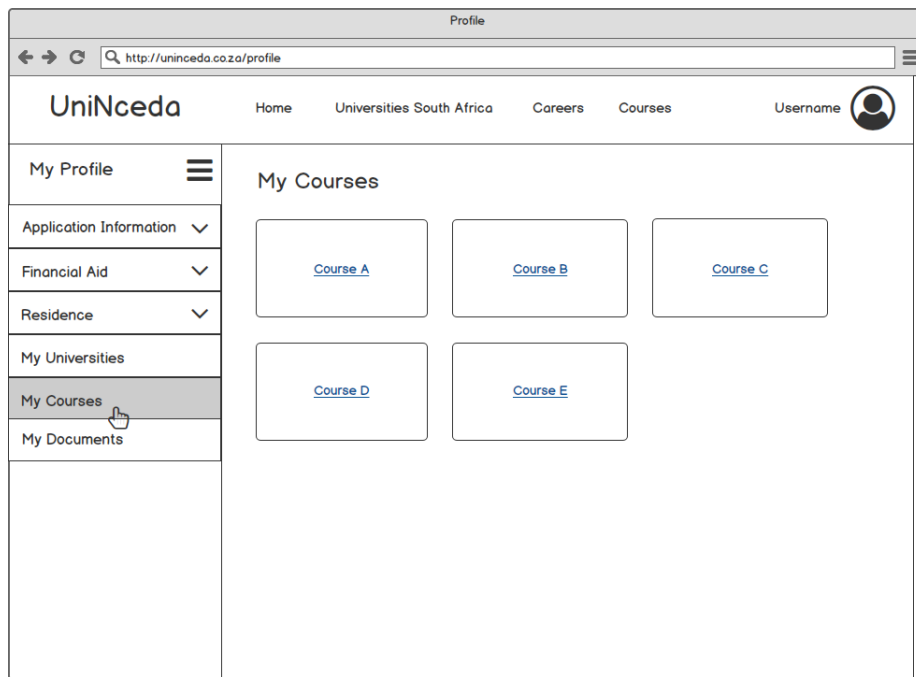 Profile
http://uninceda.co.za/profile
UniNceda Home Universities South Africa Careers Courses Username
My Profile
My Courses
Application Information
Financial Aid
Residence
My Universities
My Courses
My Documents
Course A Course B Course C
Course D Course E